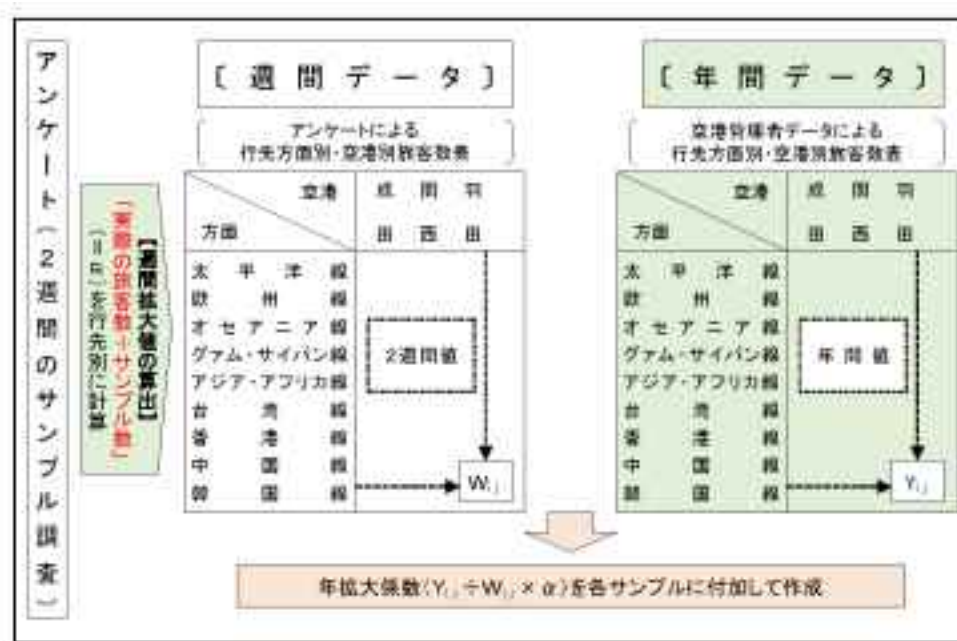 アンケート(2週間のサンプル調査)
【週間拡大値の算出】
「実際の旅客数÷サンプル数」
(=α)を行先別に計算
〔週間データ〕
アンケートによる
行先方面別・空港別旅客数表
空港
方面
成田
関西
羽田
太平洋線
欧州線
オセアニア線
グァム・サイパン線
アジア・アフリカ線
台湾線
香港線
中国線
韓国線
2週間値
Wi,j
〔年間データ〕
空港管理者データによる
行先方面別・空港別旅客数表
空港
方面
成田
関西
羽田
太平洋線
欧州線
オセアニア線
グァム・サイパン線
アジア・アフリカ線
台湾線
香港線
中国線
韓国線
年間値
Yi,j
年拡大係数(Yi,j÷Wi,j×α)を各サンプルに付加して作成